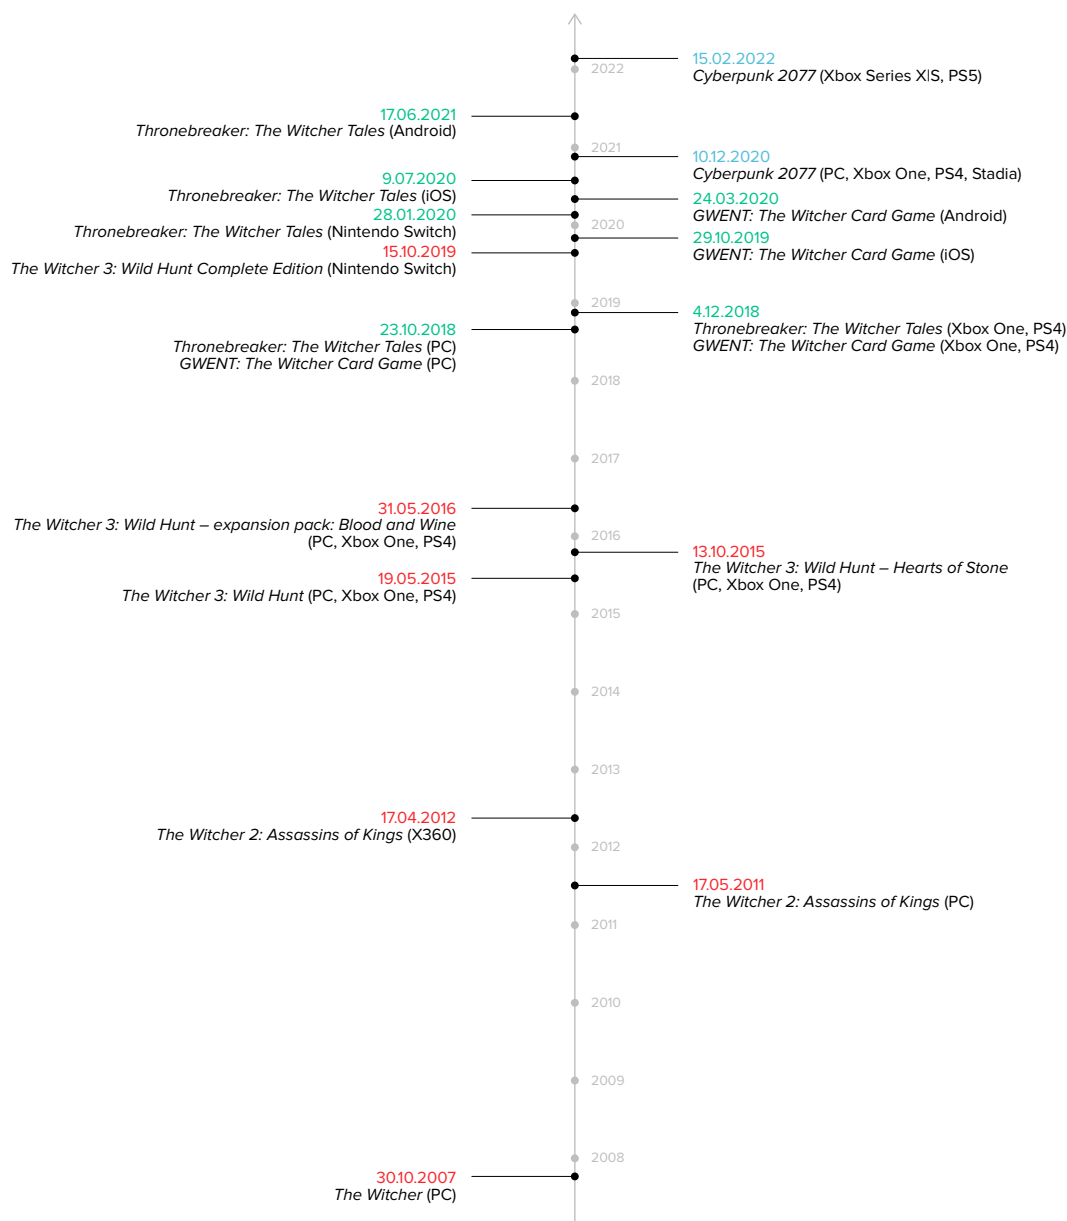 15.02.2022
2022
Cyberpunk 2077 (Xbox Series X|S, PS5)
17.06.2021
Thronebreaker: The Witcher Tales (Android)
2021
10.12.2020
Cyberpunk 2077 (PC, Xbox One, PS4, Stadia)
9.07.2020
Thronebreaker: The Witcher Tales (iOS)
24.03.2020
GWENT: The Witcher Card Game (Android)
28.01.2020
Thronebreaker: The Witcher Tales (Nintendo Switch)
2020
29.10.2019
GWENT: The Witcher Card Game (iOS)
15.10.2019
The Witcher 3: Wild Hunt Complete Edition (Nintendo Switch)
2019
4.12.2018
Thronebreaker: The Witcher Tales (Xbox One, PS4)
GWENT: The Witcher Card Game (Xbox One, PS4)
23.10.2018
Thronebreaker: The Witcher Tales (PC)
GWENT: The Witcher Card Game (PC)
2018
2017
31.05.2016
The Witcher 3: Wild Hunt – expansion pack: Blood and Wine
(PC, Xbox One, PS4)
2016
13.10.2015
The Witcher 3: Wild Hunt – Hearts of Stone
(PC, Xbox One, PS4)
19.05.2015
The Witcher 3: Wild Hunt (PC, Xbox One, PS4)
2015
2014
2013
17.04.2012
The Witcher 2: Assassins of Kings (X360)
2012
17.05.2011
The Witcher 2: Assassins of Kings (PC)
2011
2010
2009
2008
30.10.2007
The Witcher (PC)